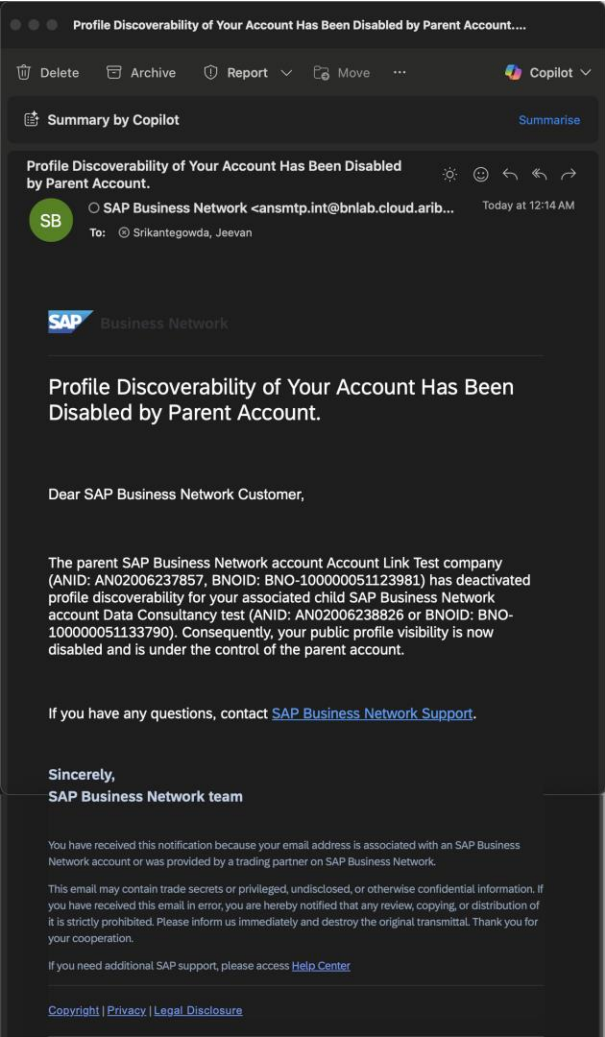 Profile Discoverability of Your Account Has Been Disabled by Parent Account....
Delete Archive Report Move ... Copilot
Summary by Copilot Summarise
Profile Discoverability of Your Account Has Been Disabled
by Parent Account.
SB
SAP Business Network <ansmtp.int@bnlab.cloud.arib... Today at 12:14 AM
To: Srikantegowda, Jeevan
SAP Business Network
Profile Discoverability of Your Account Has Been
Disabled by Parent Account.
Dear SAP Business Network Customer,
The parent SAP Business Network account Account Link Test company
(ANID: AN02006237857, BNOID: BNO-100000051123981) has deactivated
profile discoverability for your associated child SAP Business Network
account Data Consultancy test (ANID: AN02006238826 or BNOID: BNO-
100000051133790). Consequently, your public profile visibility is now
disabled and is under the control of the parent account.
If you have any questions, contact SAP Business Network Support.
Sincerely,
SAP Business Network team
You have received this notification because your email address is associated with an SAP Business
Network account or was provided by a trading partner on SAP Business Network.
This email may contain trade secrets or privileged, undisclosed, or otherwise confidential information. If
you have received this email in error, you are hereby notified that any review, copying, or distribution of
it is strictly prohibited. Please inform us immediately and destroy the original transmittal. Thank you for
your cooperation.
If you need additional SAP support, please access Help Center
Copyright | Privacy | Legal Disclosure